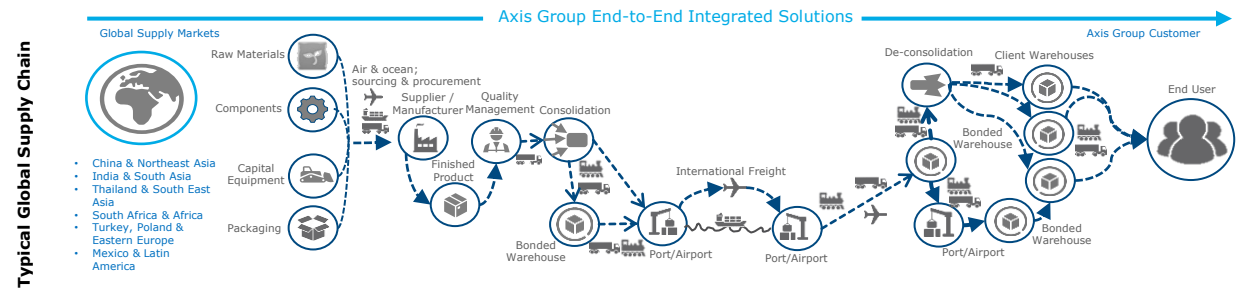 Axis Group End-to-End Integrated Solutions
Typical Global Supply Chain
Global Supply Markets
Axis Group Customer
• China & Northeast Asia
• India & South Asia
• Thailand & South East
Asia
• South Africa & Africa
• Turkey, Poland &
Eastern Europe
• Mexico & Latin
America
Raw Materials
Components
Capital
Equipment
Packaging
Air & ocean;
sourcing & procurement
Supplier /
Manufacturer
Finished
Product
Quality
Management
Consolidation
Bonded
Warehouse
Port/Airport
International Freight
Port/Airport
De-consolidation
Bonded
Warehouse
Port/Airport
Client Warehouses
Bonded
Warehouse
End User